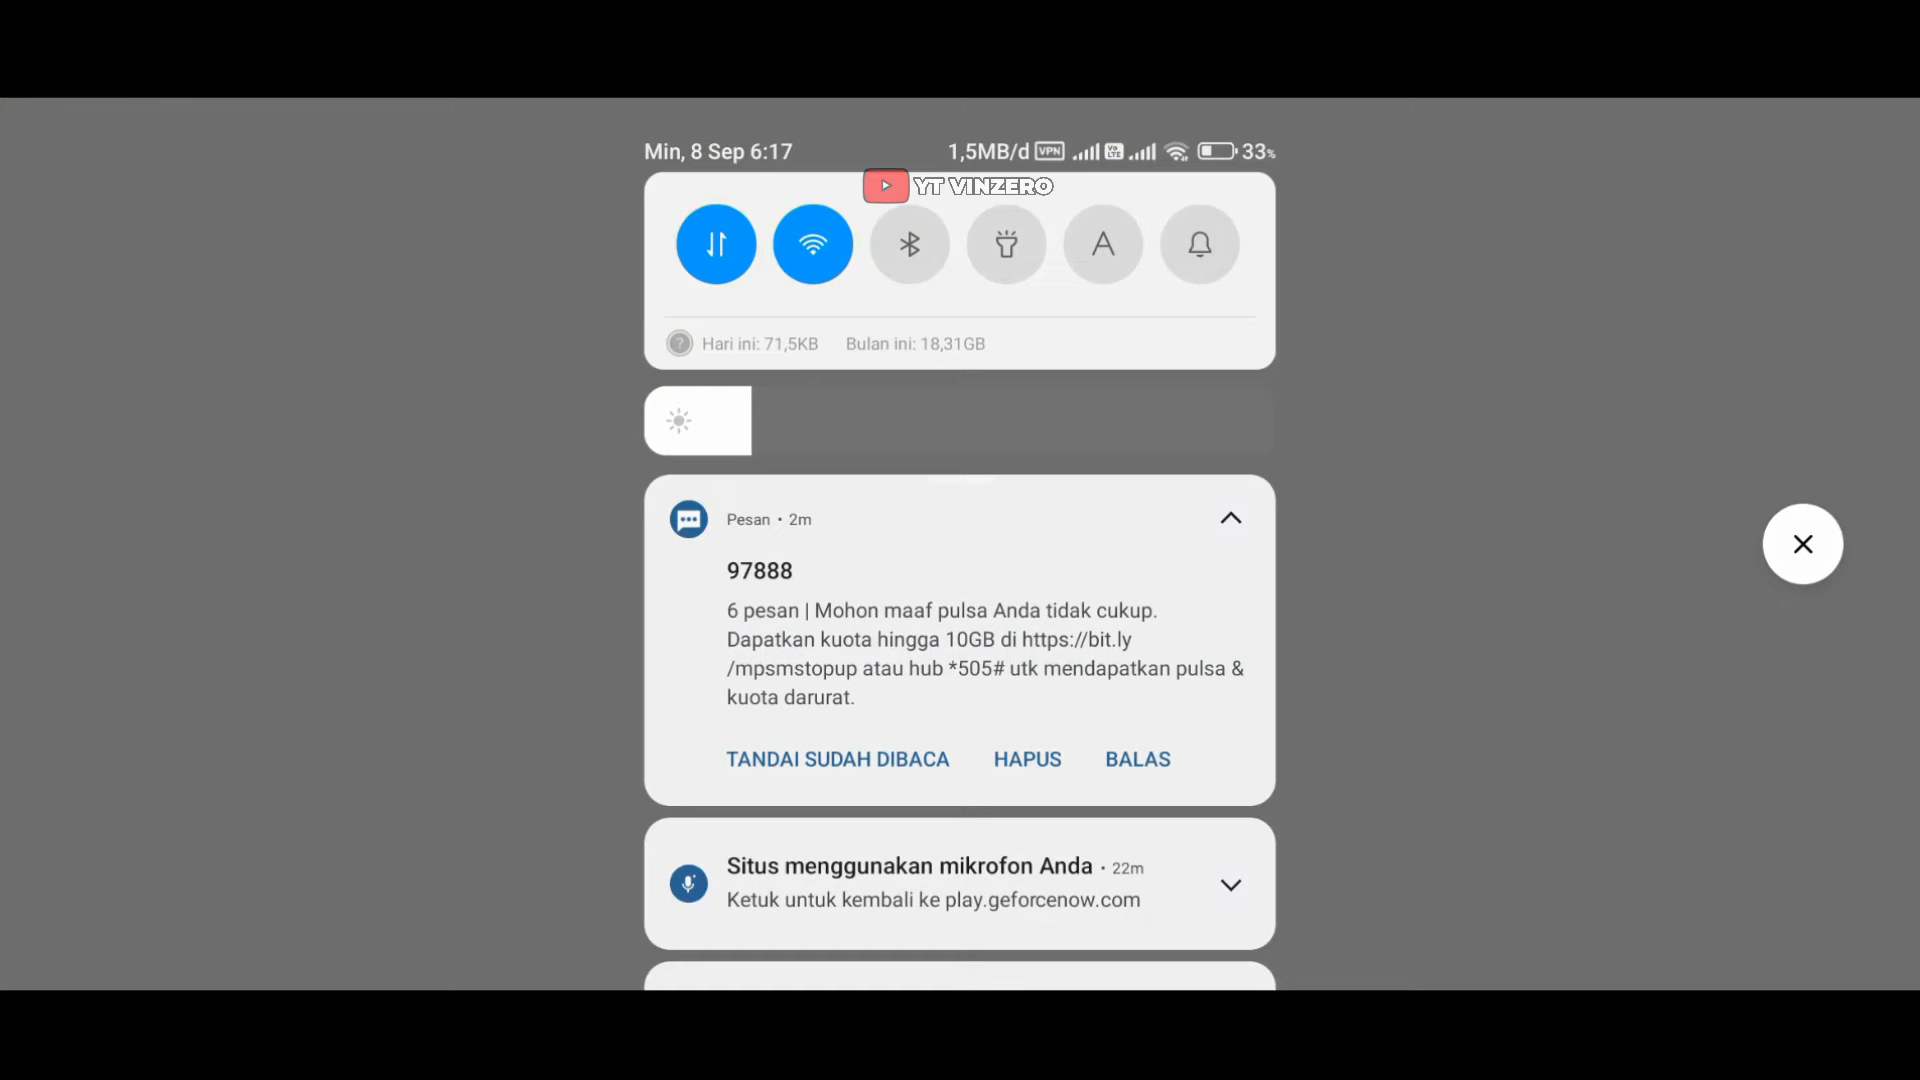 Min, 8 Sep 6:17
1,5MB/d VPN Vo LTE 33%
YT VINZERO
A
Hari ini: 71,5KB Bulan ini: 18,31GB
Pesan • 2m
97888
6 pesan | Mohon maaf pulsa Anda tidak cukup.
Dapatkan kuota hingga 10GB di https://bit.ly
/mpsmstopup atau hub *505# utk mendapatkan pulsa &
kuota darurat.
TANDAI SUDAH DIBACA HAPUS BALAS
Situs menggunakan mikrofon Anda • 22m
Ketuk untuk kembali ke play.geforcenow.com